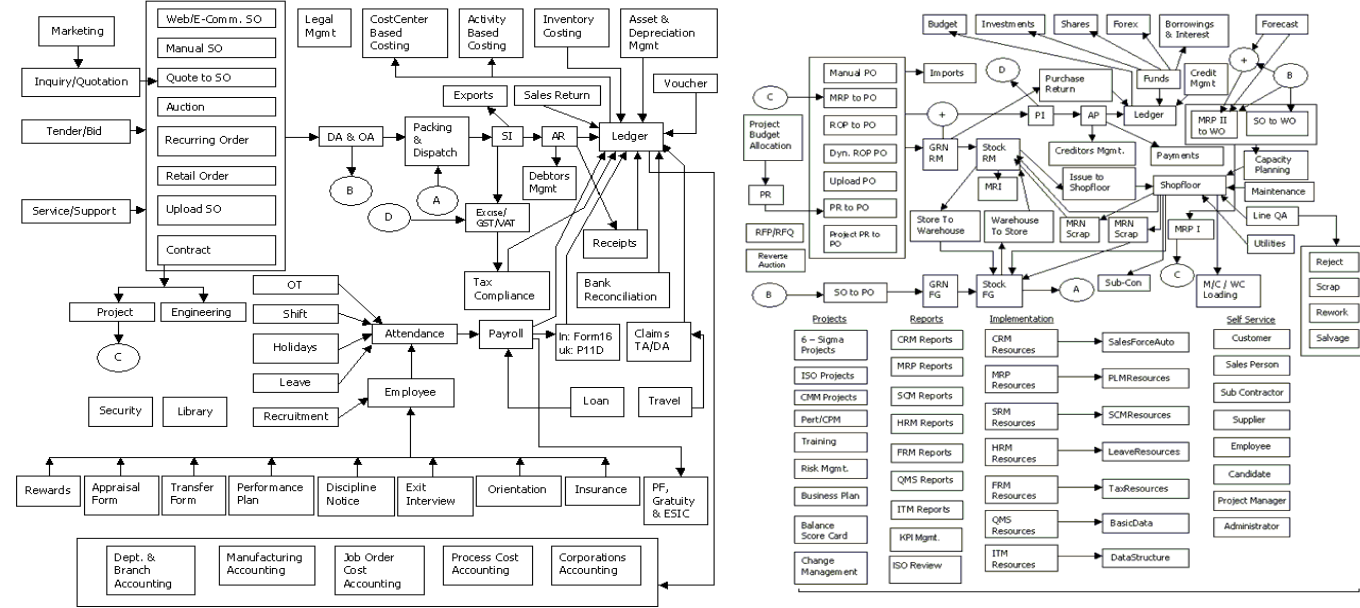 Marketing
Inquiry/Quotation
Tender/Bid
Service/Support
Web/E-Comm. SO
Manual SO
Quote to SO
Auction
Recurring Order
Retail Order
Upload SO
Contract
Project
Engineering
C
Legal
Mgmt
CostCenter
Based
Costing
Activity
Based
Costing
Inventory
Costing
Asset &
Depreciation
Mgmt
Voucher
Exports
Sales Return
DA & OA
Packing
&
Dispatch
SI
AR
Ledger
B
A
D
Debtors
Mgmt
Excise/
GST/VAT
Receipts
Tax
Compliance
Bank
Reconciliation
OT
Shift
Holidays
Leave
Recruitment
Attendance
Payroll
In: Form16
uk: P11D
Claims
TA/DA
Employee
Loan
Travel
Security
Library
Rewards
Appraisal
Form
Transfer
Form
Performance
Plan
Discipline
Notice
Exit
Interview
Orientation
Insurance
PF,
Gratuity
& ESIC
Dept. &
Branch
Accounting
Manufacturing
Accounting
Job Order
Cost
Accounting
Process Cost
Accounting
Corporations
Accounting
Budget
Investments
Shares
Forex
Borrowings
& Interest
Forecast
C
Project
Budget
Allocation
PR
RFP/RFQ
Reverse
Auction
Manual PO
MRP to PO
ROP to PO
Dyn. ROP PO
Upload PO
PR to PO
Project PR to
PO
Imports
D
Purchase
Return
Funds
Credit
Mgmt
+
B
+
PI
AP
Ledger
MRP II
to WO
SO to WO
GRN
RM
Stock
RM
Creditors Mgmt.
Payments
Capacity
Planning
MRI
Issue to
Shopfloor
Shopfloor
Maintenance
Store To
Warehouse
Warehouse
To Store
MRN
Scrap
MRN
Scrap
MRP I
Line QA
Utilities
B
SO to PO
GRN
FG
Stock
FG
A
Sub-Con
C
M/C / WC
Loading
Reject
Scrap
Rework
Salvage
Projects
6 – Sigma
Projects
ISO Projects
CMM Projects
Pert/CPM
Training
Risk Mgmt.
Business Plan
Balance
Score Card
Change
Management
Reports
CRM Reports
MRP Reports
SCM Reports
HRM Reports
FRM Reports
QMS Reports
ITM Reports
KPI Mgmt.
ISO Review
Implementation
CRM
Resources
SalesForceAuto
MRP
Resources
PLMResources
SRM
Resources
SCMResources
HRM
Resources
LeaveResources
FRM
Resources
TaxResources
QMS
Resources
BasicData
ITM
Resources
DataStructure
Self Service
Customer
Sales Person
Sub Contractor
Supplier
Employee
Candidate
Project Manager
Administrator